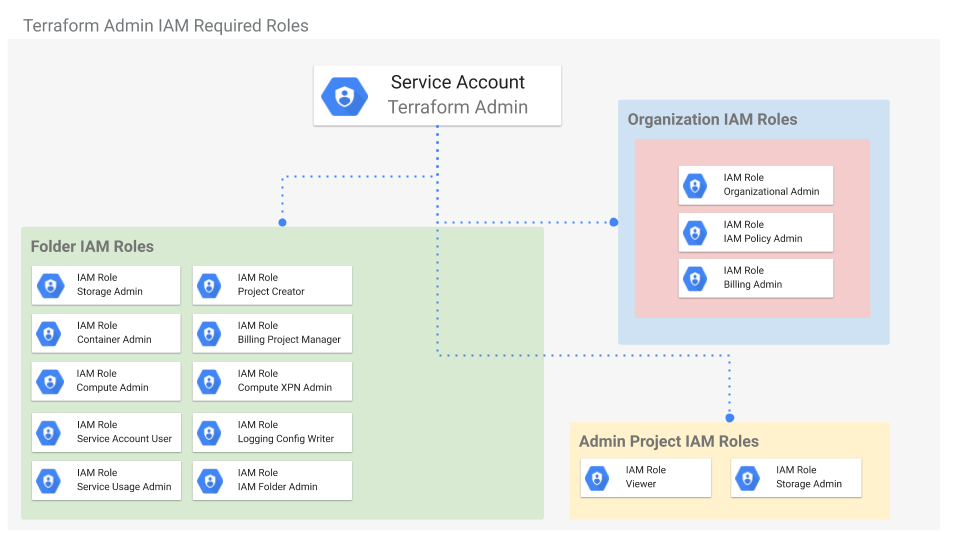 Terraform Admin IAM Required Roles
Service Account
Terraform Admin
Organization IAM Roles
IAM Role
Organizational Admin
IAM Role
IAM Policy Admin
IAM Role
Billing Admin
Folder IAM Roles
IAM Role
Storage Admin
IAM Role
Project Creator
IAM Role
Container Admin
IAM Role
Billing Project Manager
IAM Role
Compute Admin
IAM Role
Compute XPN Admin
IAM Role
Service Account User
IAM Role
Logging Config Writer
IAM Role
Service Usage Admin
IAM Role
IAM Folder Admin
Admin Project IAM Roles
IAM Role
Viewer
IAM Role
Storage Admin